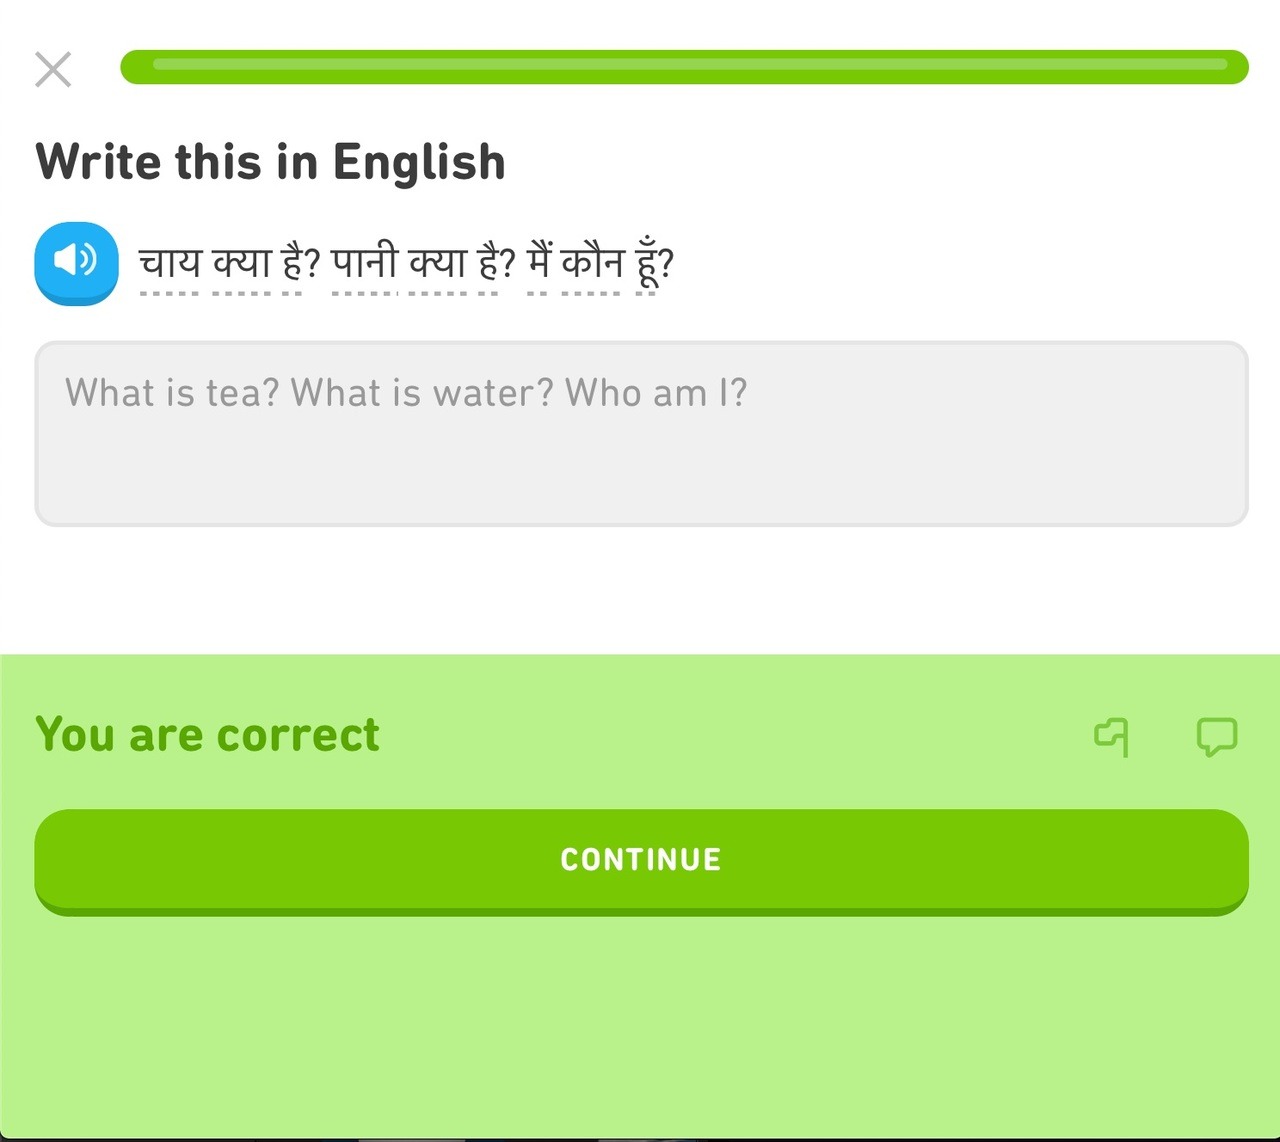 Write this in English
चाय क्या है? पानी क्या है? मैं कौन हूँ?
What is tea? What is water? Who am I?
You are correct
CONTINUE